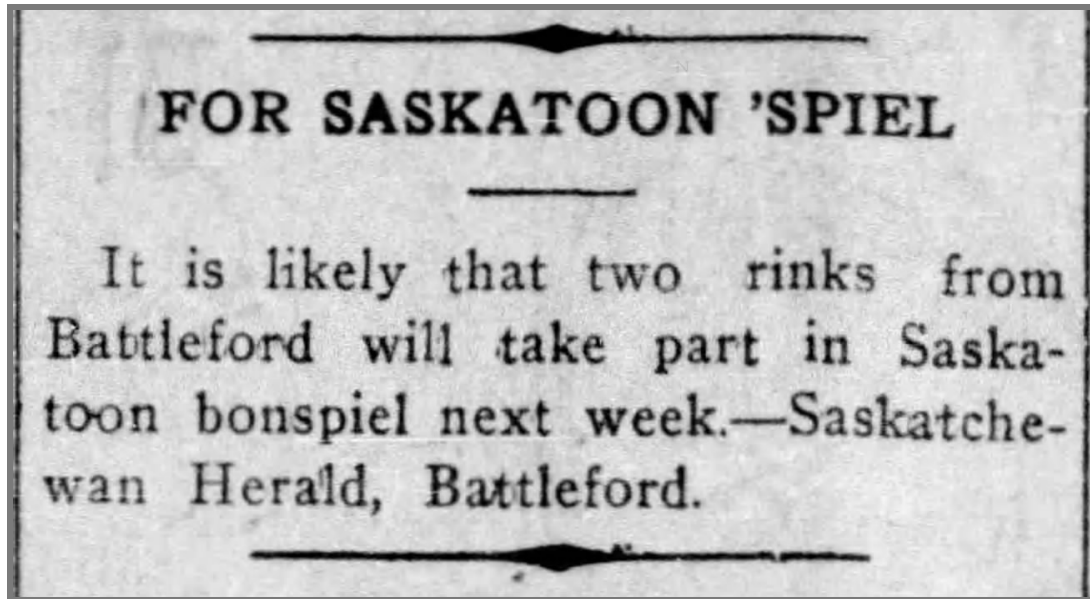 FOR SASKATOON 'SPIEL
It is likely that two rinks from
Battleford will take part in Saska-
toon bonspiel next week.—Saskatche-
wan Herald, Battleford.